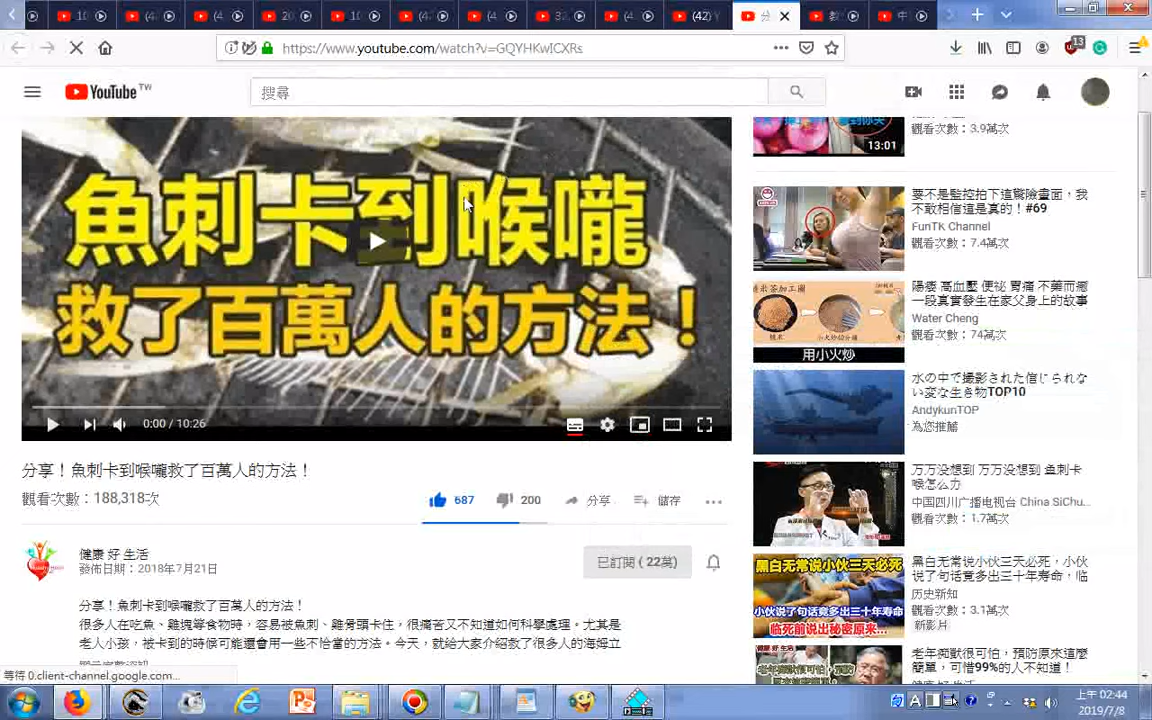 (42) Y
https://www.youtube.com/watch?v=GQYHKwICXRs
13
YouTube TW
搜尋
魚刺卡到喉嚨
救了百萬人的方法！
0:00 / 10:26
分享！魚刺卡到喉嚨救了百萬人的方法！
觀看次數：188,318次
687
200
分享
儲存
健康 好 生活
發佈日期：2018年7月21日
已訂閱 (22萬)
分享！魚刺卡到喉嚨救了百萬人的方法！
很多人在吃魚、雞塊等食物時，容易被魚刺、雞骨頭卡住，很痛苦又不知道如何科學處理。尤其是
老人小孩，被卡到的時候可能還會用一些不恰當的方法。今天，就給大家介紹救了很多人的海姆立
觀看次數：3.9萬次
13:01
要不是監控拍下這驚險畫面，我
不敢相信這是真的！#69
FunTK Channel
觀看次數：7.4萬次
陽痿 高血壓 便祕 胃痛 不藥而癒
一段真實發生在家父身上的故事
Water Cheng
觀看次數：74萬次
用小火炒
水の中で撮影された信じられな
い変な生き物TOP10
AndykunTOP
為您推薦
万万没想到 万万没想到 鱼刺卡
喉怎么办
中国四川广播电视台 China SiChu...
觀看次數：1.7萬次
黑白无常说小伙三天必死，小伙
说了句话竟多出三十年寿命，临
历史新知
觀看次數：3.1萬次
新影片
黑白无常说小伙三天必死
小伙说了句话竟多出三十年寿命
临死前说出秘密原来...
老年痴獃很可怕，預防原來這麼
簡單，可惜99%的人不知道！
健康 好 生活
等待 0.client-channel.google.com...
上午 02:44
2019/7/8